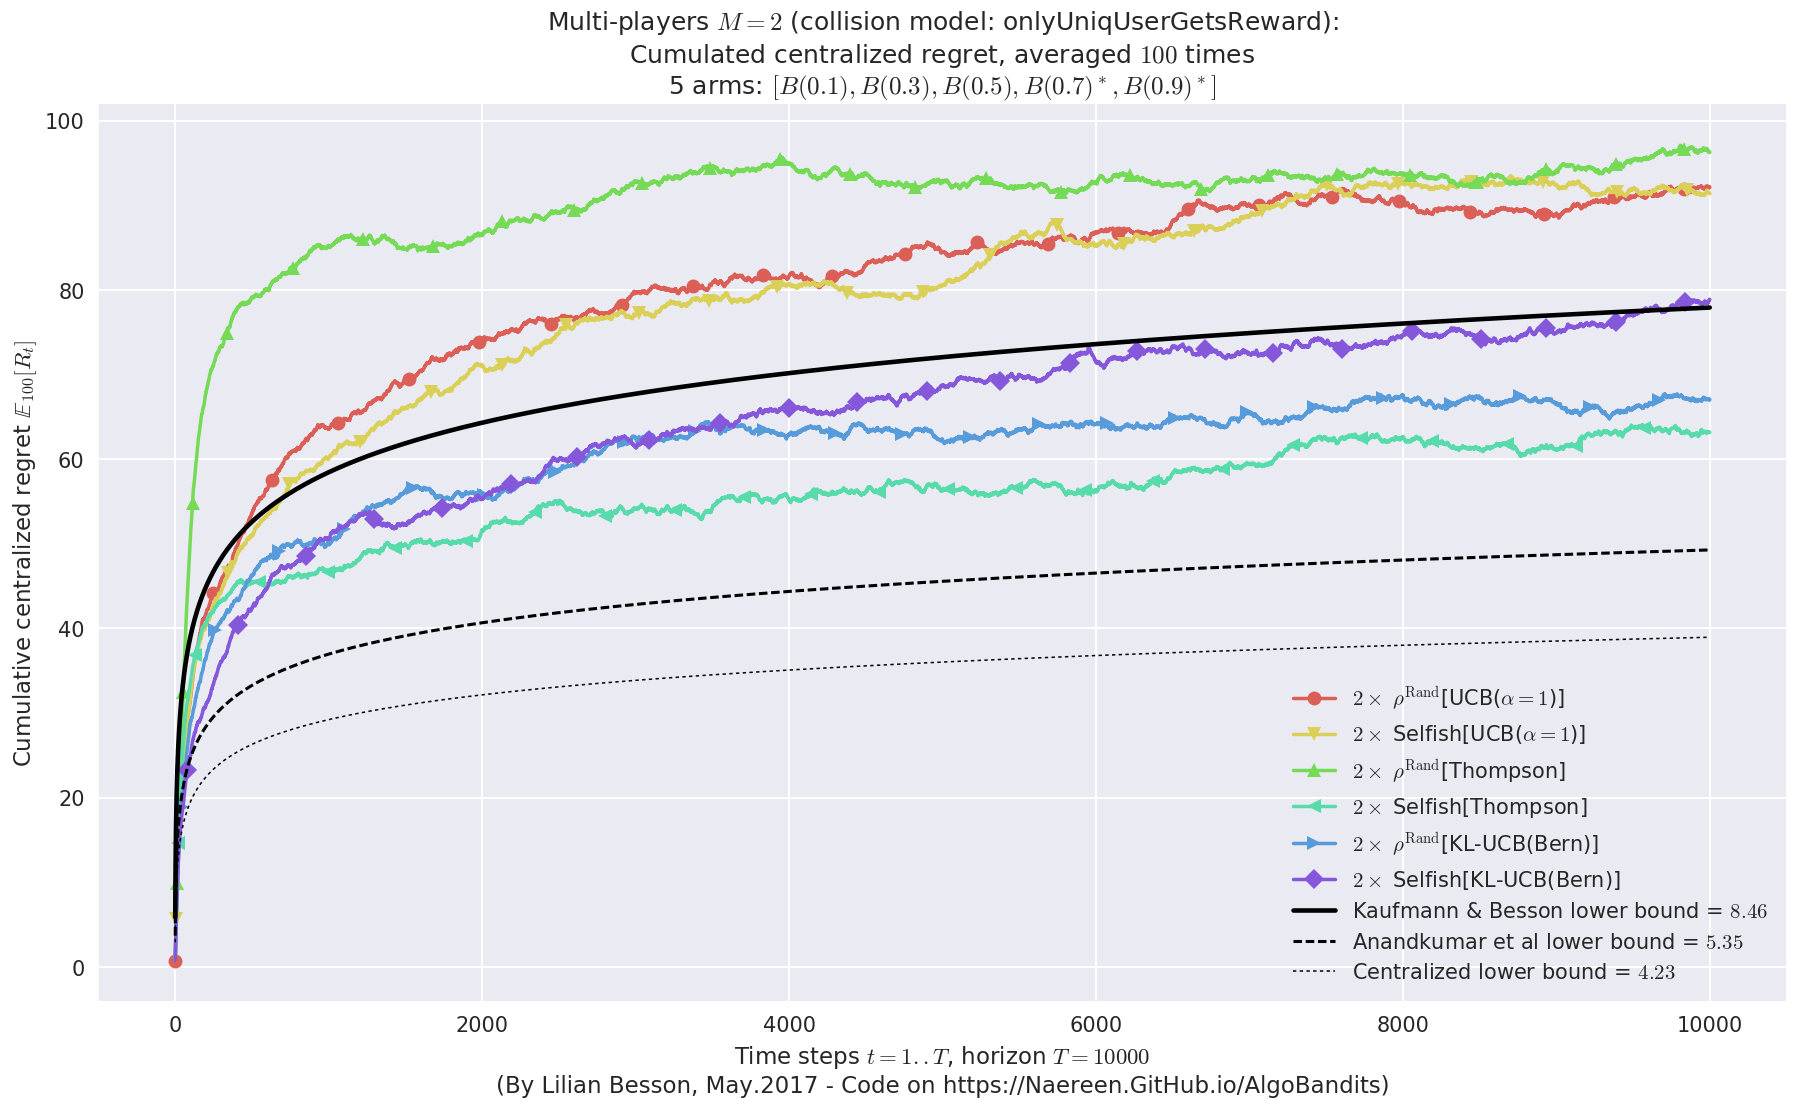 Multi-players M = 2 (collision model: onlyUniqUserGetsReward):
Cumulated centralized regret, averaged 100 times
5 arms: [B(0.1), B(0.3), B(0.5), B(0.7)*, B(0.9)*]
Cumulative centralized regret 𝔼₁₀₀[Rₜ]
100
80
60
40
20
0
2 × ρᴿᵃⁿᵈ[UCB(α = 1)]
2 × Selfish[UCB(α = 1)]
2 × ρᴿᵃⁿᵈ[Thompson]
2 × Selfish[Thompson]
2 × ρᴿᵃⁿᵈ[KL-UCB(Bern)]
2 × Selfish[KL-UCB(Bern)]
Kaufmann & Besson lower bound = 8.46
Anandkumar et al lower bound = 5.35
Centralized lower bound = 4.23
0 2000 4000 6000 8000 10000
Time steps t = 1..T, horizon T = 10000
(By Lilian Besson, May.2017 - Code on https://Naereen.GitHub.io/AlgoBandits)